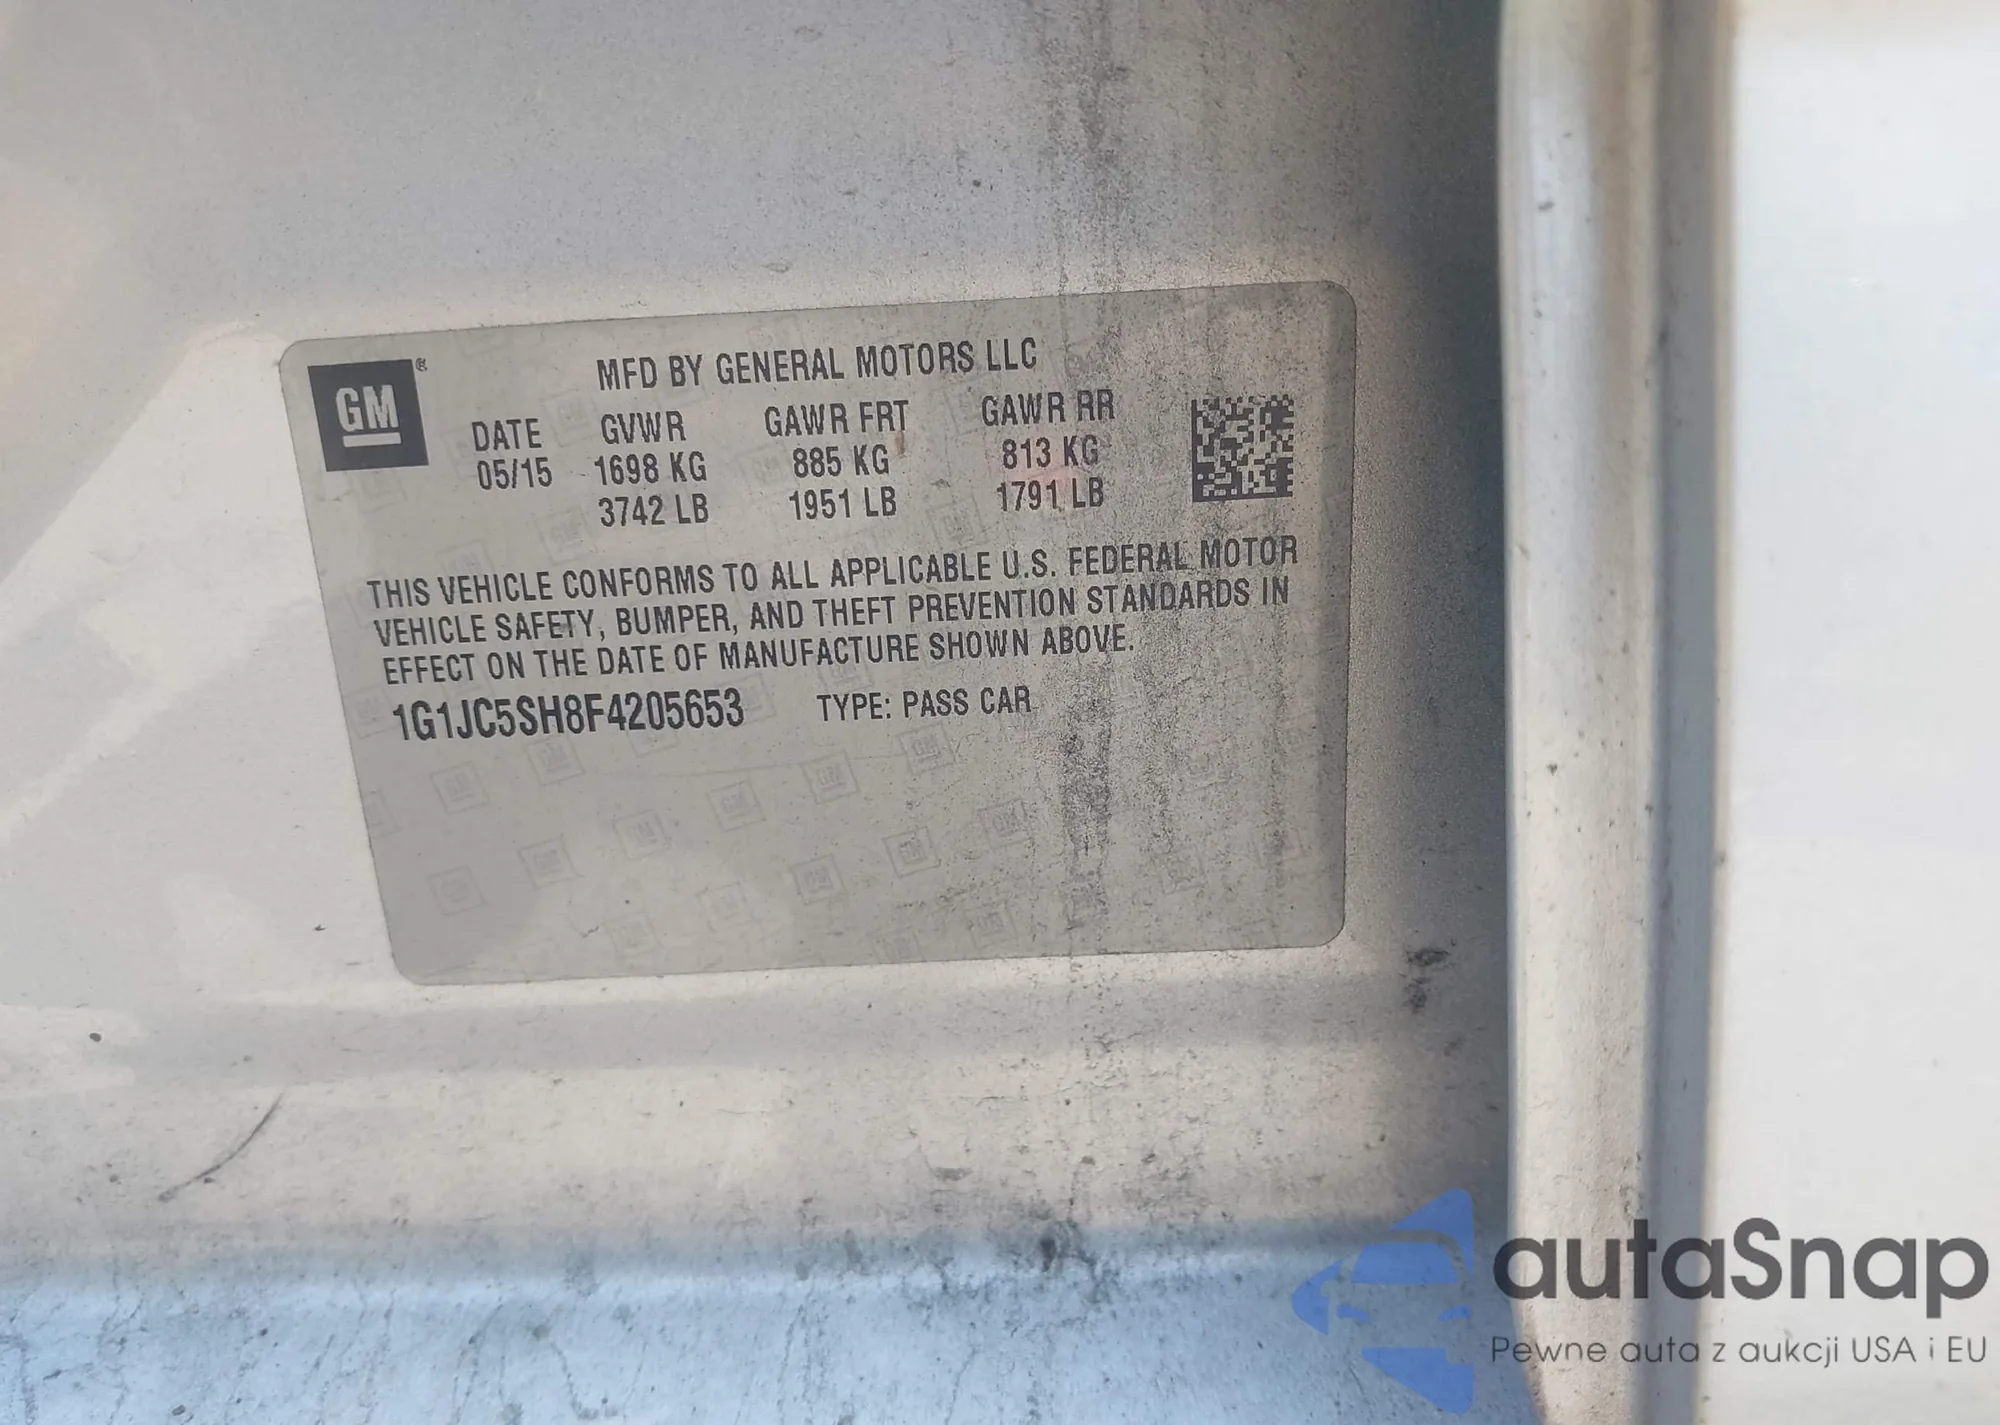 GM®
MFD BY GENERAL MOTORS LLC
DATE GVWR GAWR FRT GAWR RR
05/15 1698 KG 885 KG 813 KG
3742 LB 1951 LB 1791 LB
THIS VEHICLE CONFORMS TO ALL APPLICABLE U.S. FEDERAL MOTOR
VEHICLE SAFETY, BUMPER, AND THEFT PREVENTION STANDARDS IN
EFFECT ON THE DATE OF MANUFACTURE SHOWN ABOVE.
1G1JC5SH8F4205653 TYPE: PASS CAR
autaSnap
Pewne auta z aukcji USA i EU